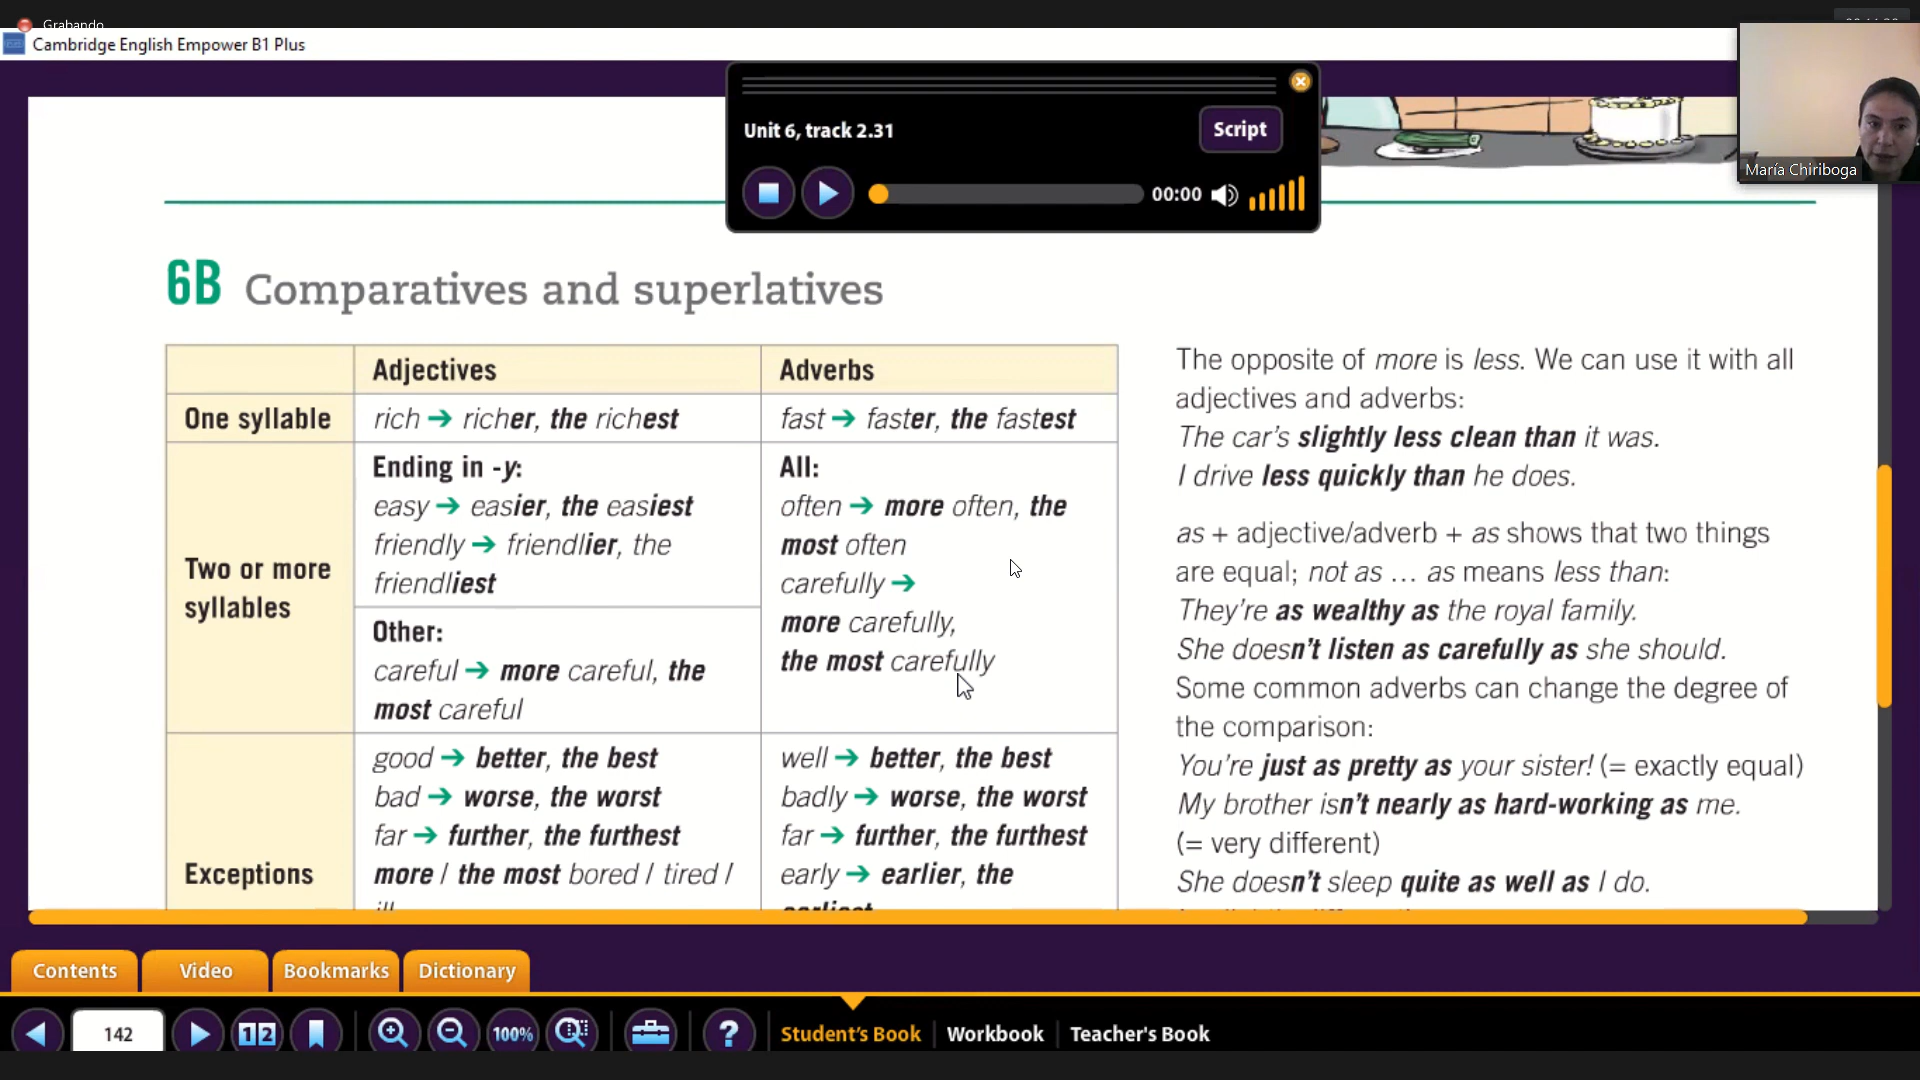 Grabando
Cambridge English Empower B1 Plus
Unit 6, track 2.31
Script
00:00
María Chiriboga
6B Comparatives and superlatives
Adjectives
Adverbs
One syllable
rich → richer, the richest
fast → faster, the fastest
Two or more
syllables
Ending in -y:
easy → easier, the easiest
friendly → friendlier, the
friendliest
Other:
careful → more careful, the
most careful
All:
often → more often, the
most often
carefully →
more carefully,
the most carefully
Exceptions
good → better, the best
bad → worse, the worst
far → further, the furthest
more / the most bored / tired /
ill
well → better, the best
badly → worse, the worst
far → further, the furthest
early → earlier, the
earliest
The opposite of more is less. We can use it with all
adjectives and adverbs:
The car's slightly less clean than it was.
I drive less quickly than he does.
as + adjective/adverb + as shows that two things
are equal; not as … as means less than:
They're as wealthy as the royal family.
She doesn't listen as carefully as she should.
Some common adverbs can change the degree of
the comparison:
You're just as pretty as your sister! (= exactly equal)
My brother isn't nearly as hard-working as me.
(= very different)
She doesn't sleep quite as well as I do.
Contents
Video
Bookmarks
Dictionary
142
12
100%
?
Student's Book
Workbook
Teacher's Book